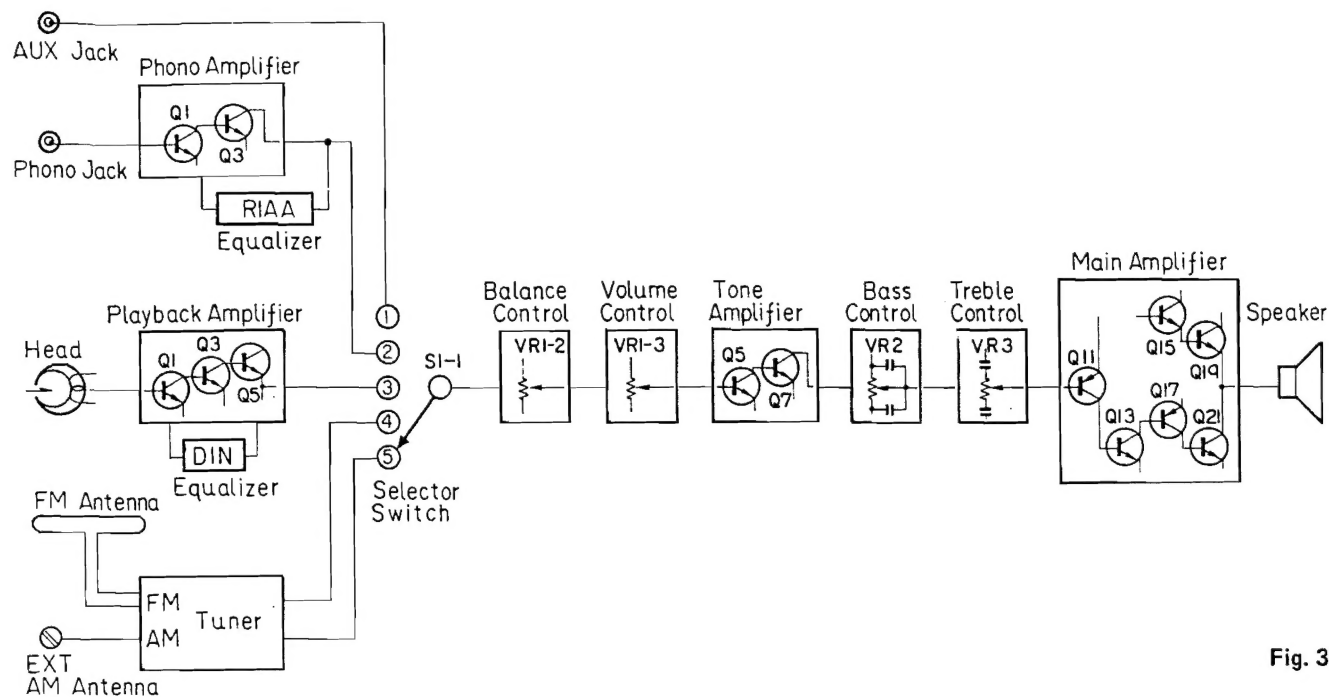 AUX Jack
Phono Amplifier
Q1
Q3
Phono Jack
RIAA
Equalizer
Playback Amplifier
Head
Q1
Q3
Q5
DIN
Equalizer
FM Antenna
FM
AM
Tuner
EXT
AM Antenna
1
2
3
4
5
S1-1
Selector
Switch
Balance
Control
VR1-2
Volume
Control
VR1-3
Tone
Amplifier
Q5
Q7
Bass
Control
VR2
Treble
Control
VR3
Main Amplifier
Q11
Q13
Q15
Q17
Q19
Q21
Speaker
Fig. 3